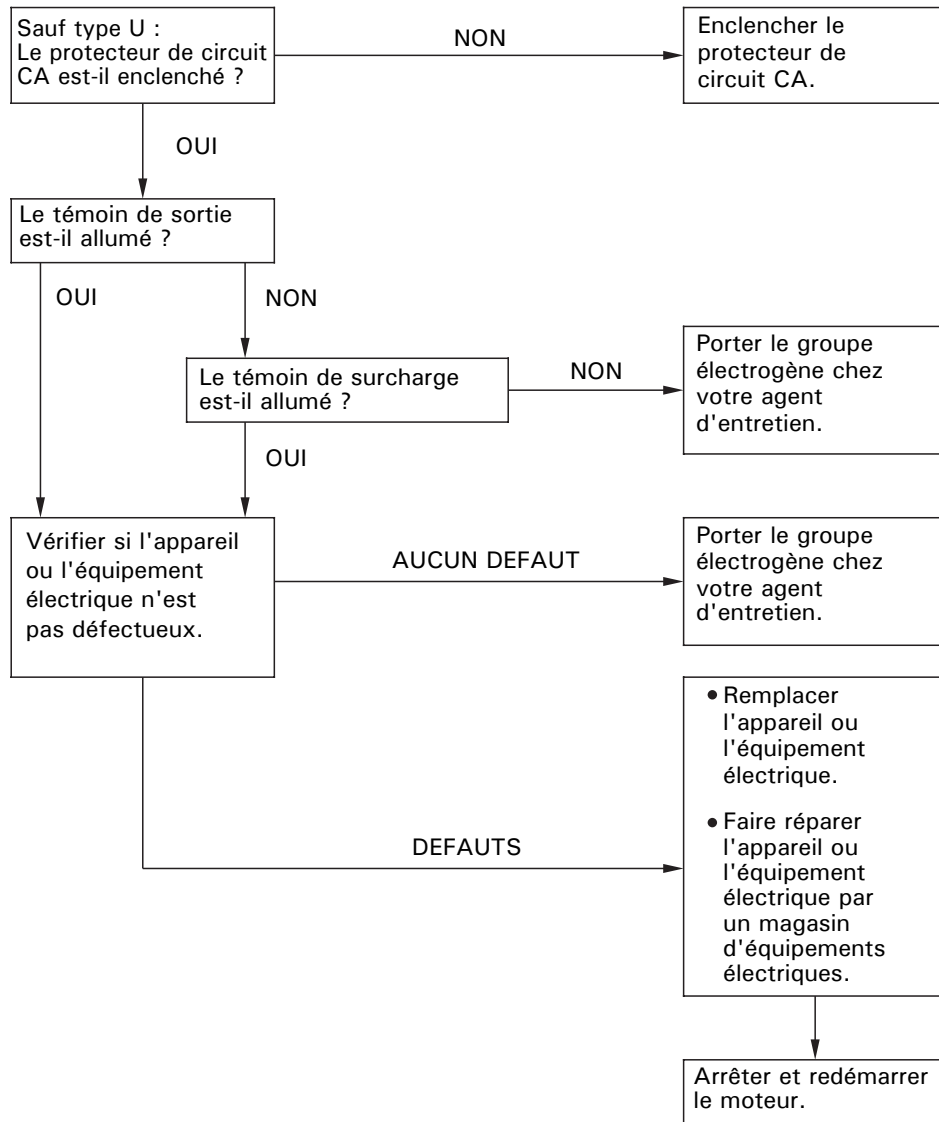 Sauf type U :
Le protecteur de circuit
CA est-il enclenché ?
NON
Enclencher le
protecteur de
circuit CA.
OUI
Le témoin de sortie
est-il allumé ?
OUI
NON
Le témoin de surcharge
est-il allumé ?
NON
Porter le groupe
électrogène chez
votre agent
d'entretien.
OUI
Vérifier si l'appareil
ou l'équipement
électrique n'est
pas défectueux.
AUCUN DEFAUT
Porter le groupe
électrogène chez
votre agent
d'entretien.
DEFAUTS
● Remplacer
l'appareil ou
l'équipement
électrique.
● Faire réparer
l'appareil ou
l'équipement
électrique par
un magasin
d'équipements
électriques.
Arrêter et redémarrer
le moteur.